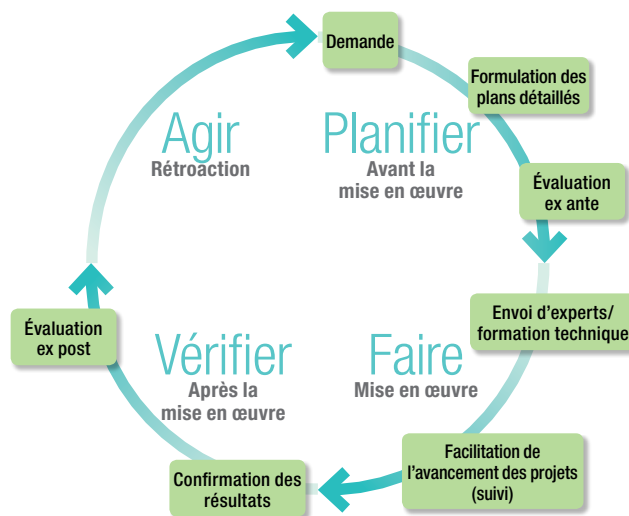 Demande
Formulation des
plans détaillés
Agir
Rétroaction
Planifier
Avant la
mise en œuvre
Évaluation
ex ante
Envoi d'experts/
formation technique
Évaluation
ex post
Vérifier
Après la
mise en œuvre
Faire
Mise en œuvre
Facilitation de
l'avancement des projets
(suivi)
Confirmation des
résultats